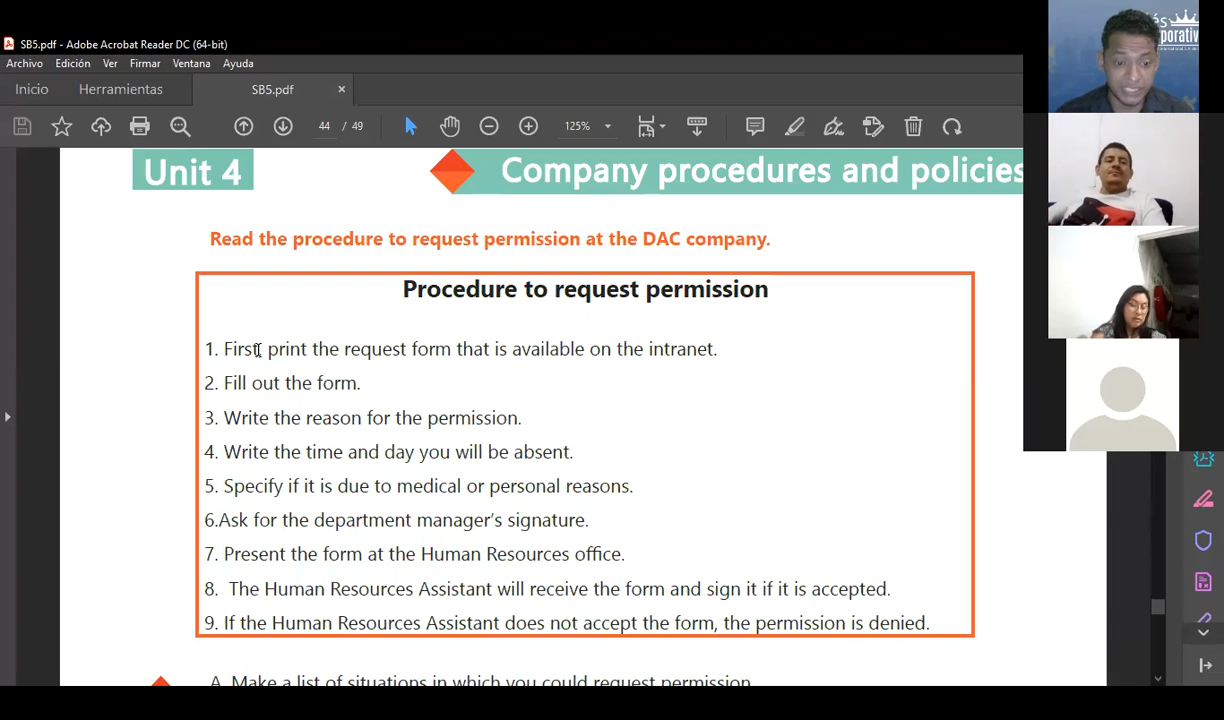 SB5.pdf - Adobe Acrobat Reader DC (64-bit)
Archivo Edición Ver Firmar Ventana Ayuda
Inicio Herramientas SB5.pdf ×
44 / 49 125%
Unit 4 Company procedures and policies
Read the procedure to request permission at the DAC company.
Procedure to request permission
1. First, print the request form that is available on the intranet.
2. Fill out the form.
3. Write the reason for the permission.
4. Write the time and day you will be absent.
5. Specify if it is due to medical or personal reasons.
6.Ask for the department manager’s signature.
7. Present the form at the Human Resources office.
8. The Human Resources Assistant will receive the form and sign it if it is accepted.
9. If the Human Resources Assistant does not accept the form, the permission is denied.
A. Make a list of situations in which you could request permission